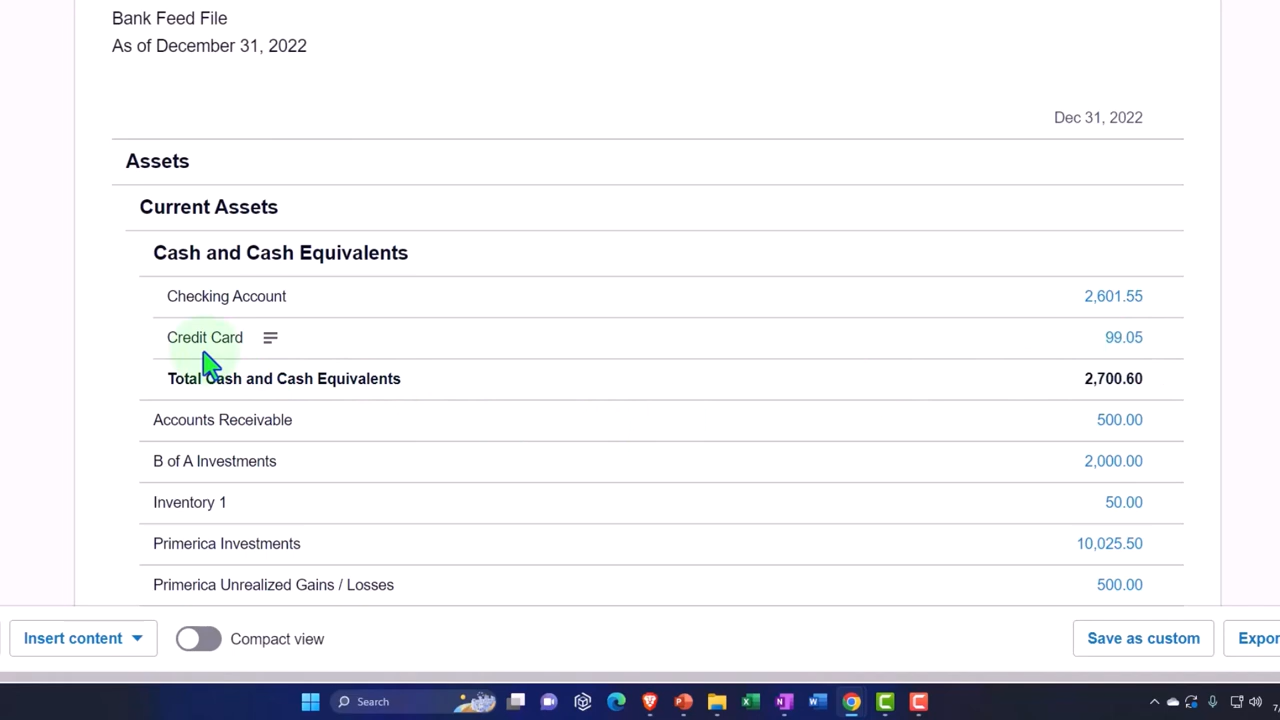 Bank Feed File
As of December 31, 2022
Dec 31, 2022
Assets
Current Assets
Cash and Cash Equivalents
Checking Account 2,601.55
Credit Card 99.05
Total Cash and Cash Equivalents 2,700.60
Accounts Receivable 500.00
B of A Investments 2,000.00
Inventory 1 50.00
Primerica Investments 10,025.50
Primerica Unrealized Gains / Losses 500.00
Insert content Compact view Save as custom Expor
Search